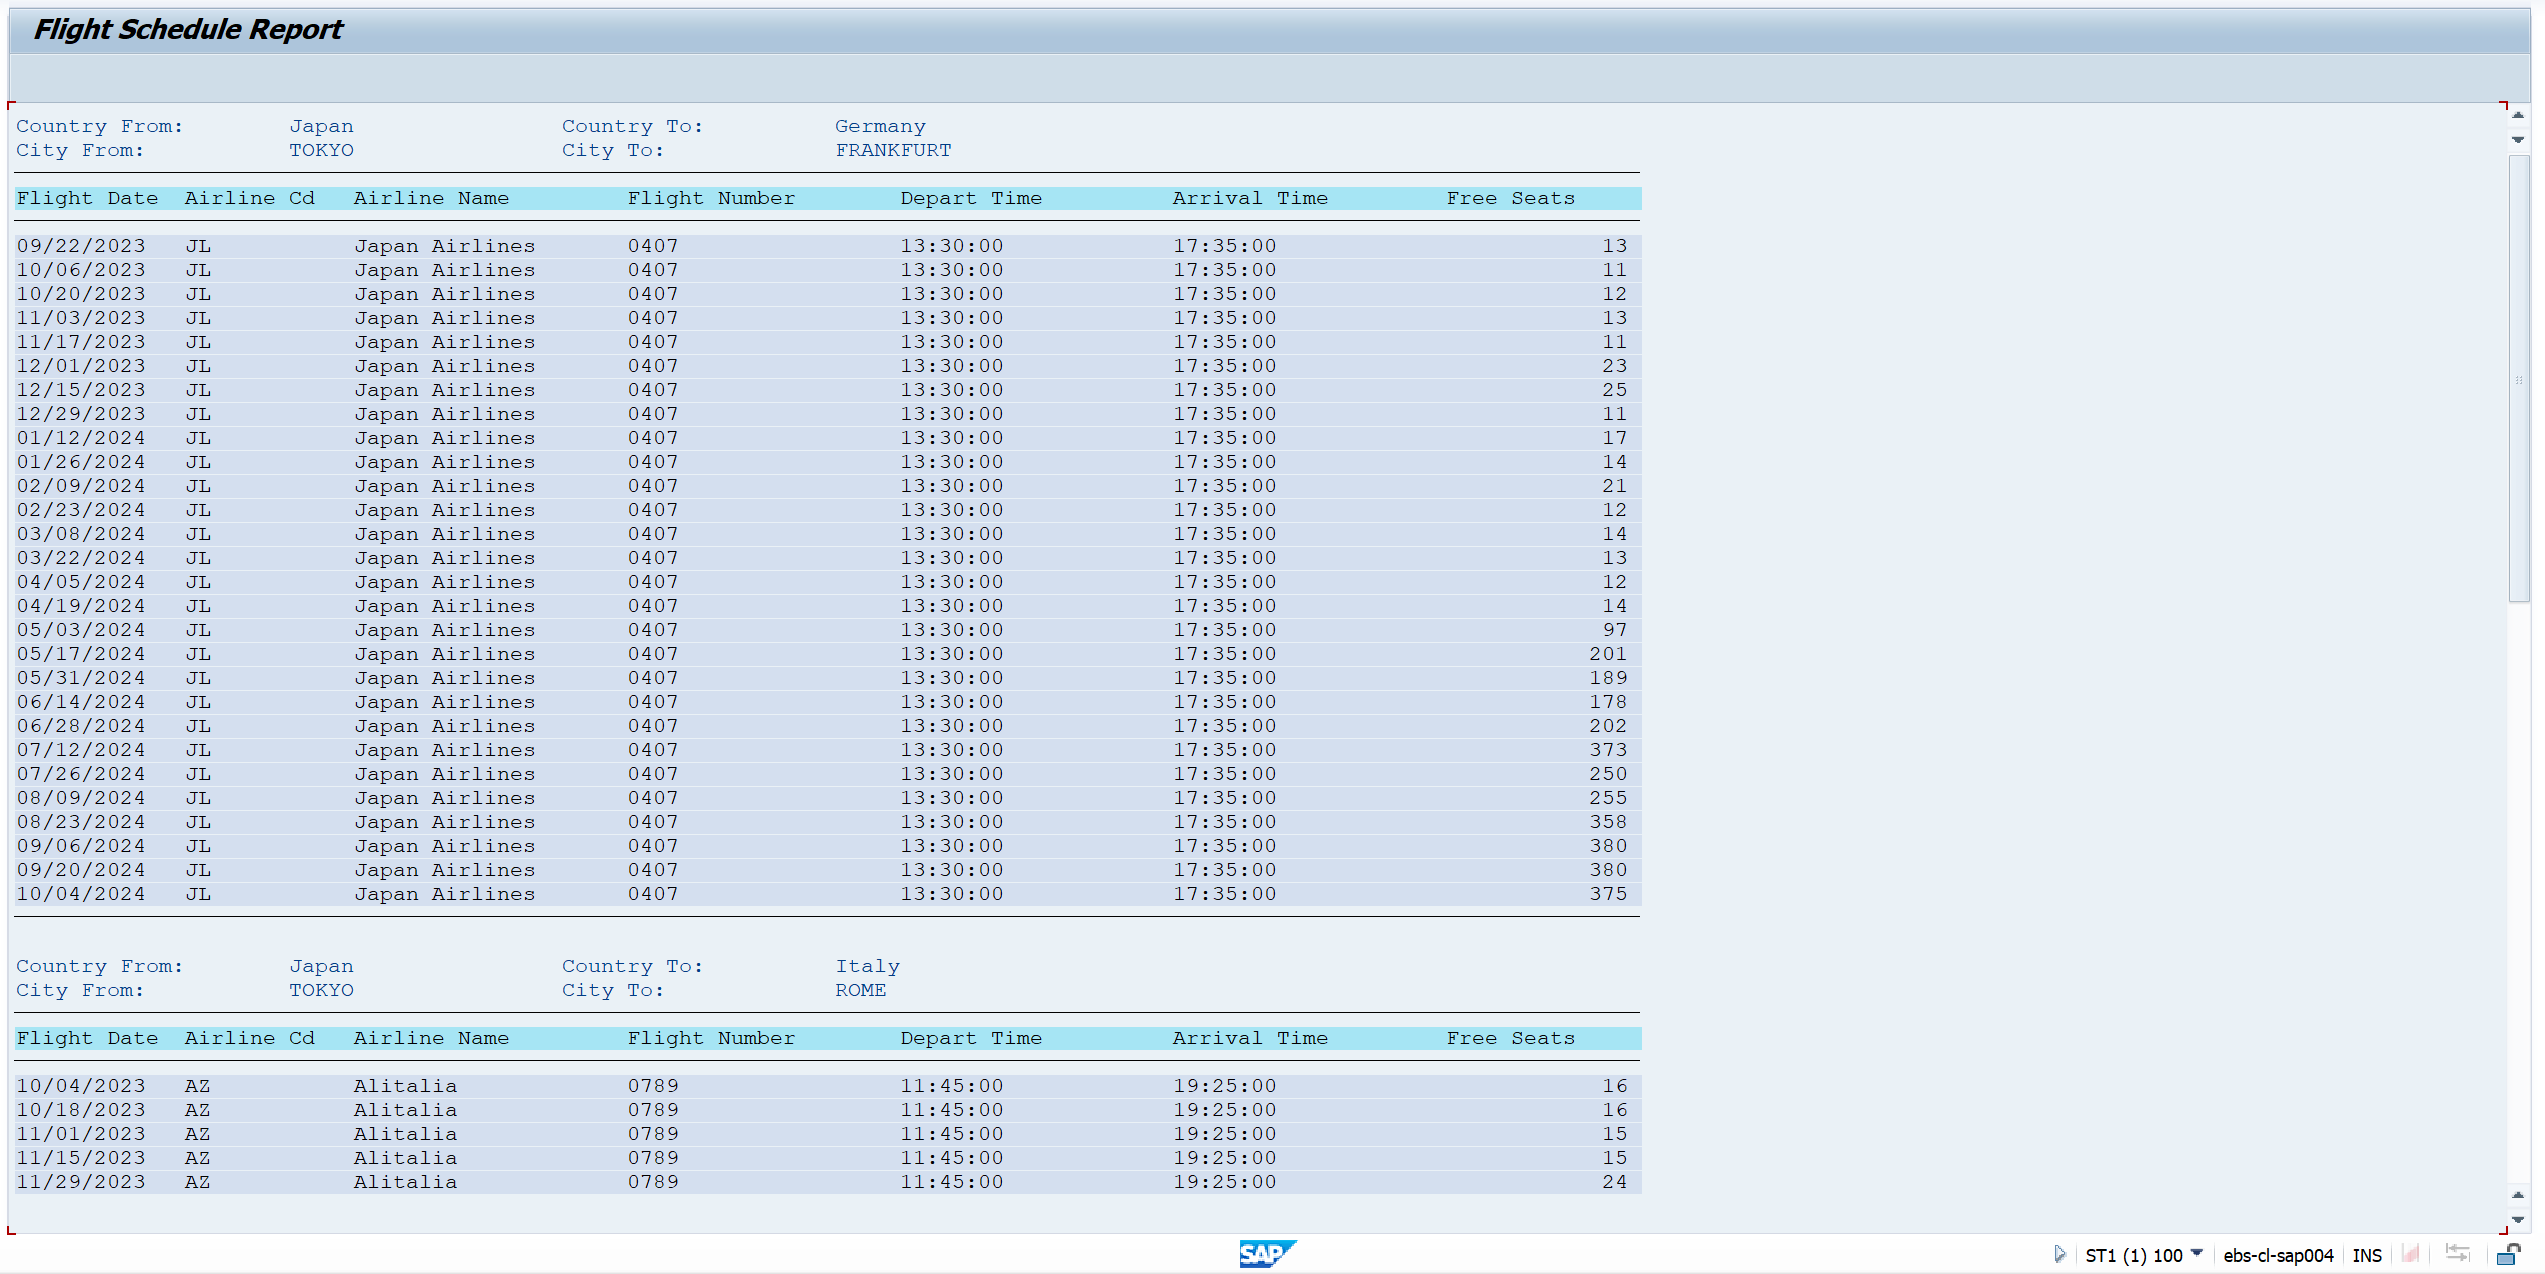 Flight Schedule Report
Country From: Japan Country To: Germany
City From: TOKYO City To: FRANKFURT
Flight Date Airline Cd Airline Name Flight Number Depart Time Arrival Time Free Seats
09/22/2023 JL Japan Airlines 0407 13:30:00 17:35:00 13
10/06/2023 JL Japan Airlines 0407 13:30:00 17:35:00 11
10/20/2023 JL Japan Airlines 0407 13:30:00 17:35:00 12
11/03/2023 JL Japan Airlines 0407 13:30:00 17:35:00 13
11/17/2023 JL Japan Airlines 0407 13:30:00 17:35:00 11
12/01/2023 JL Japan Airlines 0407 13:30:00 17:35:00 23
12/15/2023 JL Japan Airlines 0407 13:30:00 17:35:00 25
12/29/2023 JL Japan Airlines 0407 13:30:00 17:35:00 11
01/12/2024 JL Japan Airlines 0407 13:30:00 17:35:00 17
01/26/2024 JL Japan Airlines 0407 13:30:00 17:35:00 14
02/09/2024 JL Japan Airlines 0407 13:30:00 17:35:00 21
02/23/2024 JL Japan Airlines 0407 13:30:00 17:35:00 12
03/08/2024 JL Japan Airlines 0407 13:30:00 17:35:00 14
03/22/2024 JL Japan Airlines 0407 13:30:00 17:35:00 13
04/05/2024 JL Japan Airlines 0407 13:30:00 17:35:00 12
04/19/2024 JL Japan Airlines 0407 13:30:00 17:35:00 14
05/03/2024 JL Japan Airlines 0407 13:30:00 17:35:00 97
05/17/2024 JL Japan Airlines 0407 13:30:00 17:35:00 201
05/31/2024 JL Japan Airlines 0407 13:30:00 17:35:00 189
06/14/2024 JL Japan Airlines 0407 13:30:00 17:35:00 178
06/28/2024 JL Japan Airlines 0407 13:30:00 17:35:00 202
07/12/2024 JL Japan Airlines 0407 13:30:00 17:35:00 373
07/26/2024 JL Japan Airlines 0407 13:30:00 17:35:00 250
08/09/2024 JL Japan Airlines 0407 13:30:00 17:35:00 255
08/23/2024 JL Japan Airlines 0407 13:30:00 17:35:00 358
09/06/2024 JL Japan Airlines 0407 13:30:00 17:35:00 380
09/20/2024 JL Japan Airlines 0407 13:30:00 17:35:00 380
10/04/2024 JL Japan Airlines 0407 13:30:00 17:35:00 375
Country From: Japan Country To: Italy
City From: TOKYO City To: ROME
Flight Date Airline Cd Airline Name Flight Number Depart Time Arrival Time Free Seats
10/04/2023 AZ Alitalia 0789 11:45:00 19:25:00 16
10/18/2023 AZ Alitalia 0789 11:45:00 19:25:00 16
11/01/2023 AZ Alitalia 0789 11:45:00 19:25:00 15
11/15/2023 AZ Alitalia 0789 11:45:00 19:25:00 15
11/29/2023 AZ Alitalia 0789 11:45:00 19:25:00 24
SAP ST1 (1) 100 ebs-cl-sap004 INS